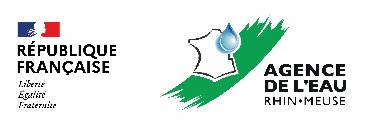 RÉPUBLIQUE
FRANÇAISE
Liberté
Égalité
Fraternité
AGENCE
DE L'EAU
RHIN•MEUSE